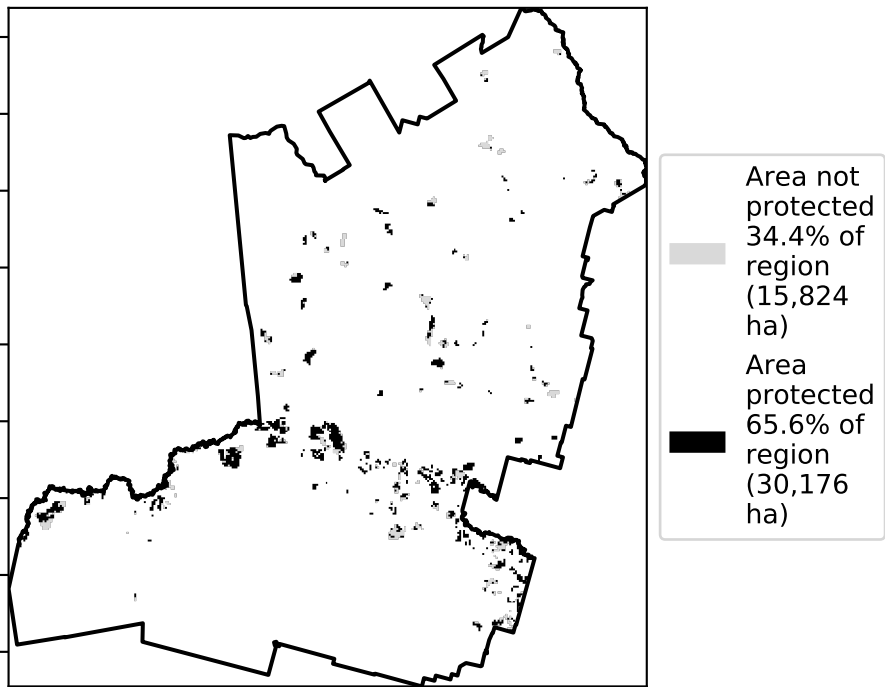 Area not
protected
34.4% of
region
(15,824
ha)
Area
protected
65.6% of
region
(30,176
ha)